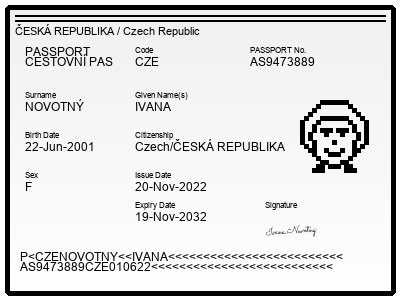 ČESKÁ REPUBLIKA / Czech Republic
PASSPORT
CESTOVNÍ PAS
Code
CZE
PASSPORT No.
AS9473889
Surname
NOVOTNÝ
Given Name(s)
IVANA
Birth Date
22-Jun-2001
Citizenship
Czech/ČESKÁ REPUBLIKA
Sex
F
Issue Date
20-Nov-2022
Expiry Date
19-Nov-2032
Signature
Ivana Novotný
P<CZENOVOTNY<<IVANA<<<<<<<<<<<<<<<<<<<<<<<<<
AS9473889CZE010622<<<<<<<<<<<<<<<<<<<<<<<<<<